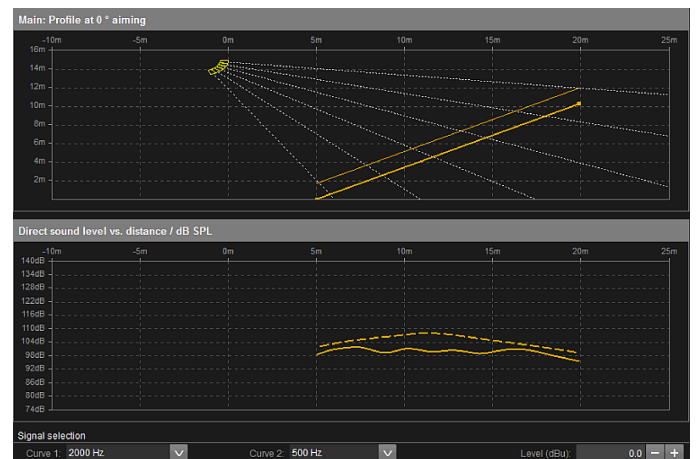 Main: Profile at 0 ° aiming
-10m -5m 0m 5m 10m 15m 20m 25m
16m
14m
12m
10m
8m
6m
4m
2m
Direct sound level vs. distance / dB SPL
-10m -5m 0m 5m 10m 15m 20m 25m
140dB
134dB
128dB
122dB
116dB
110dB
104dB
98dB
92dB
86dB
80dB
74dB
Signal selection
Curve 1: 2000 Hz Curve 2: 500 Hz Level (dBu): 0.0 − +